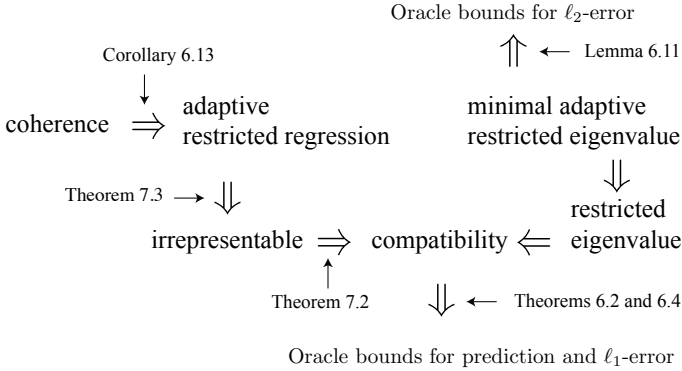 Oracle bounds for ℓ₂-error
Corollary 6.13
Lemma 6.11
coherence ⇒ adaptive
restricted regression
minimal adaptive
restricted eigenvalue
Theorem 7.3
restricted
eigenvalue
irrepresentable ⇒ compatibility ⇐
Theorem 7.2
Theorems 6.2 and 6.4
Oracle bounds for prediction and ℓ₁-error